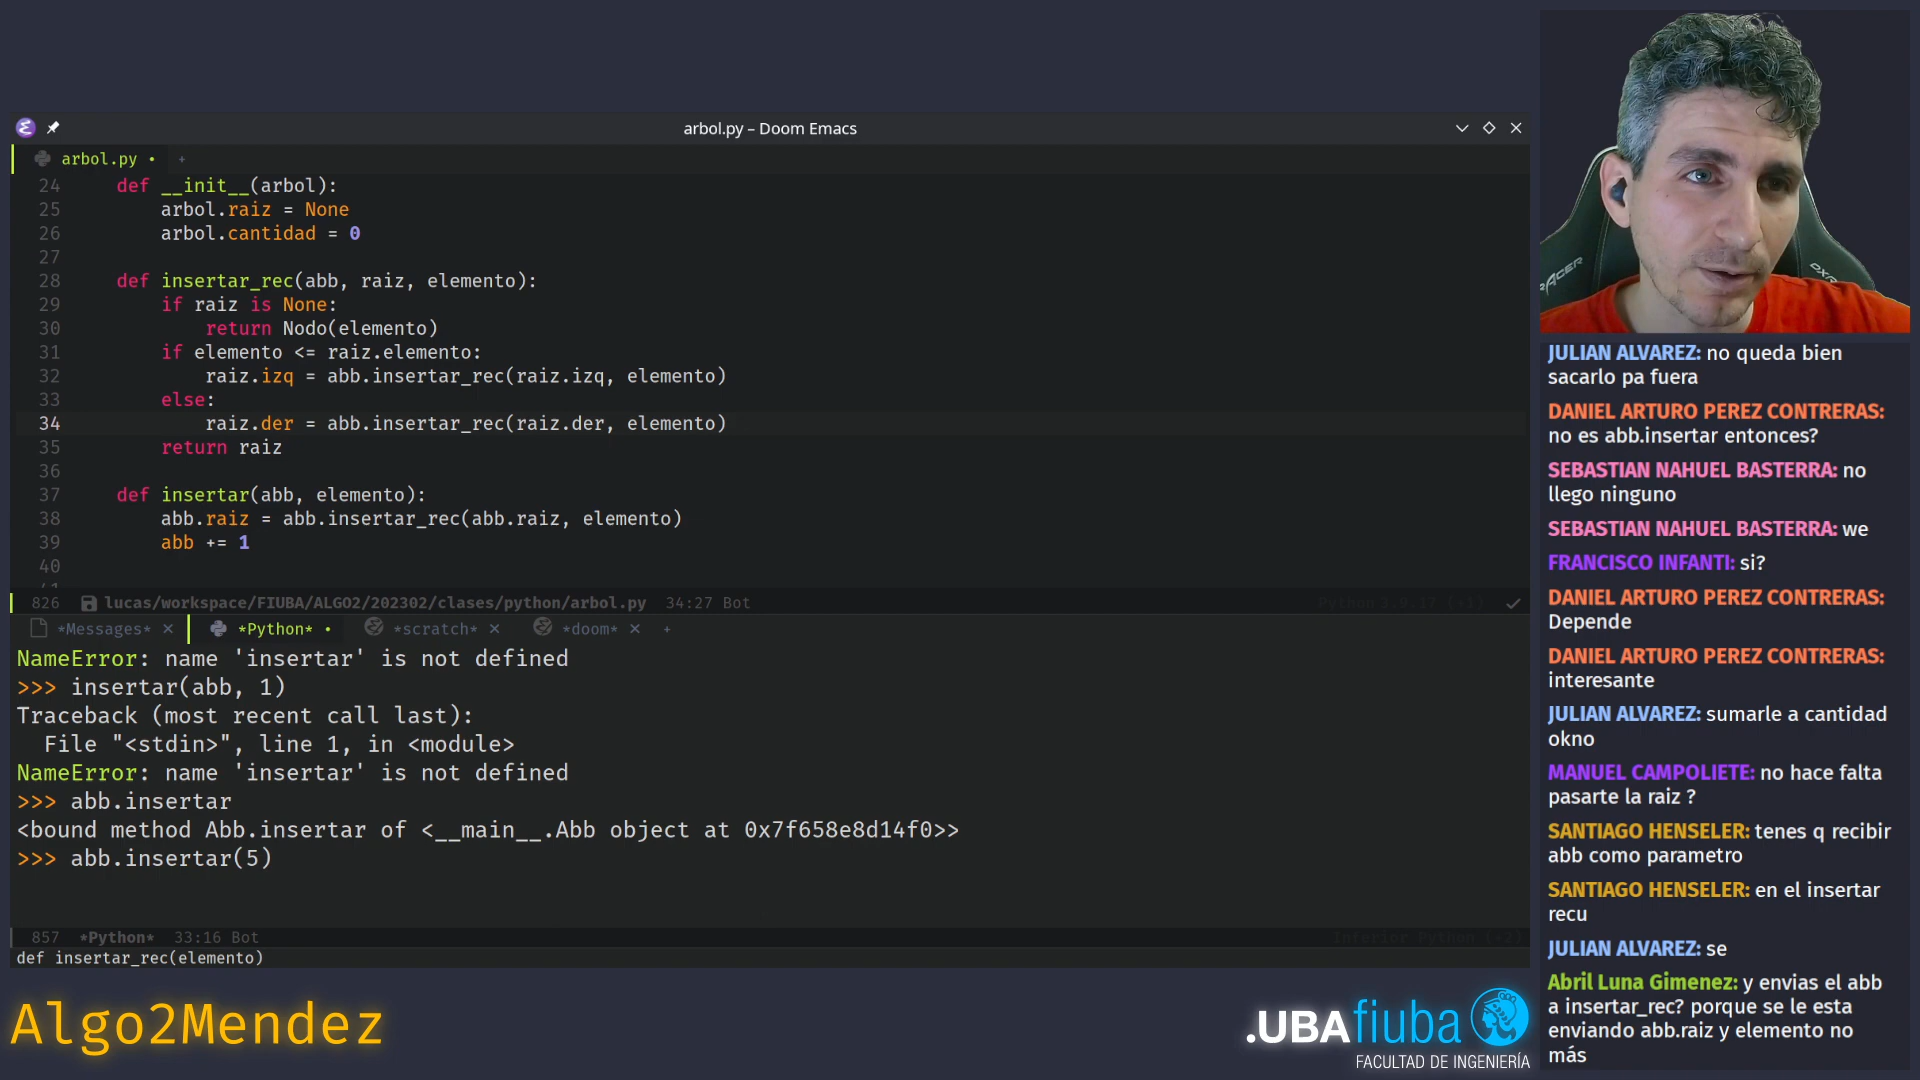 arbol.py – Doom Emacs
arbol.py • +
24 def __init__(arbol):
25 arbol.raiz = None
26 arbol.cantidad = 0
27
28 def insertar_rec(abb, raiz, elemento):
29 if raiz is None:
30 return Nodo(elemento)
31 if elemento <= raiz.elemento:
32 raiz.izq = abb.insertar_rec(raiz.izq, elemento)
33 else:
34 raiz.der = abb.insertar_rec(raiz.der, elemento)
35 return raiz
36
37 def insertar(abb, elemento):
38 abb.raiz = abb.insertar_rec(abb.raiz, elemento)
39 abb += 1
40
826 lucas/workspace/FIUBA/ALGO2/202302/clases/python/arbol.py 34:27 Bot
*Messages* × *Python* • *scratch* × *doom* × +
NameError: name 'insertar' is not defined
>>> insertar(abb, 1)
Traceback (most recent call last):
File "<stdin>", line 1, in <module>
NameError: name 'insertar' is not defined
>>> abb.insertar
<bound method Abb.insertar of <__main__.Abb object at 0x7f658e8d14f0>>
>>> abb.insertar(5)
857 *Python* 33:16 Bot
def insertar_rec(elemento)
Algo2Mendez
.UBAfiuba
FACULTAD DE INGENIERÍA
JULIAN ALVAREZ: no queda bien
sacarlo pa fuera
DANIEL ARTURO PEREZ CONTRERAS:
no es abb.insertar entonces?
SEBASTIAN NAHUEL BASTERRA: no
llego ninguno
SEBASTIAN NAHUEL BASTERRA: we
FRANCISCO INFANTI: si?
DANIEL ARTURO PEREZ CONTRERAS:
Depende
DANIEL ARTURO PEREZ CONTRERAS:
interesante
JULIAN ALVAREZ: sumarle a cantidad
okno
MANUEL CAMPOLIETE: no hace falta
pasarte la raiz ?
SANTIAGO HENSELER: tenes q recibir
abb como parametro
SANTIAGO HENSELER: en el insertar
recu
JULIAN ALVAREZ: se
Abril Luna Gimenez: y envias el abb
a insertar_rec? porque se le esta
enviando abb.raiz y elemento no
más